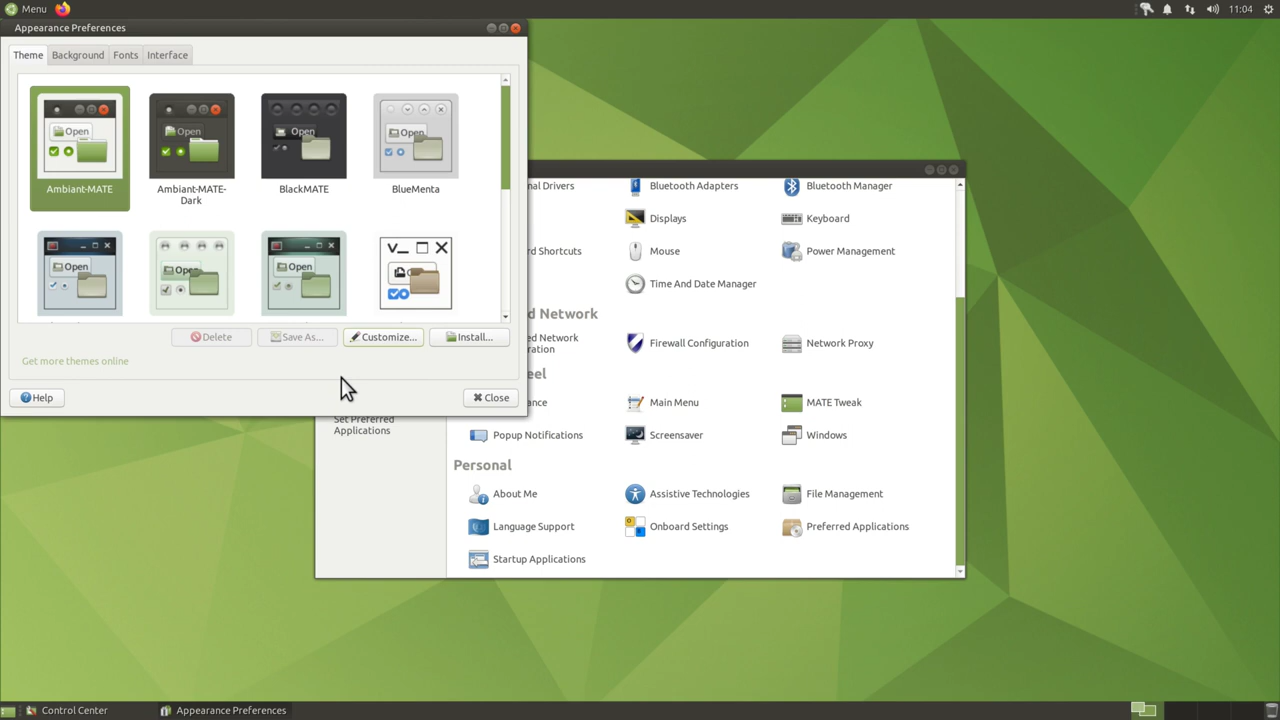 Menu
11:04
Appearance Preferences
Theme
Background
Fonts
Interface
Open
Open
Open
Open
Ambiant-MATE
Ambiant-MATE-
Dark
BlackMATE
BlueMenta
Open
Open
Open
Delete
Save As...
Customize...
Install...
Get more themes online
Help
Close
nal Drivers
Bluetooth Adapters
Bluetooth Manager
Displays
Keyboard
rd Shortcuts
Mouse
Power Management
Time And Date Manager
d Network
ed Network
ration
Firewall Configuration
Network Proxy
eel
nce
Main Menu
MATE Tweak
Set Preferred
Applications
Popup Notifications
Screensaver
Windows
Personal
About Me
Assistive Technologies
File Management
Language Support
Onboard Settings
Preferred Applications
Startup Applications
Control Center
Appearance Preferences